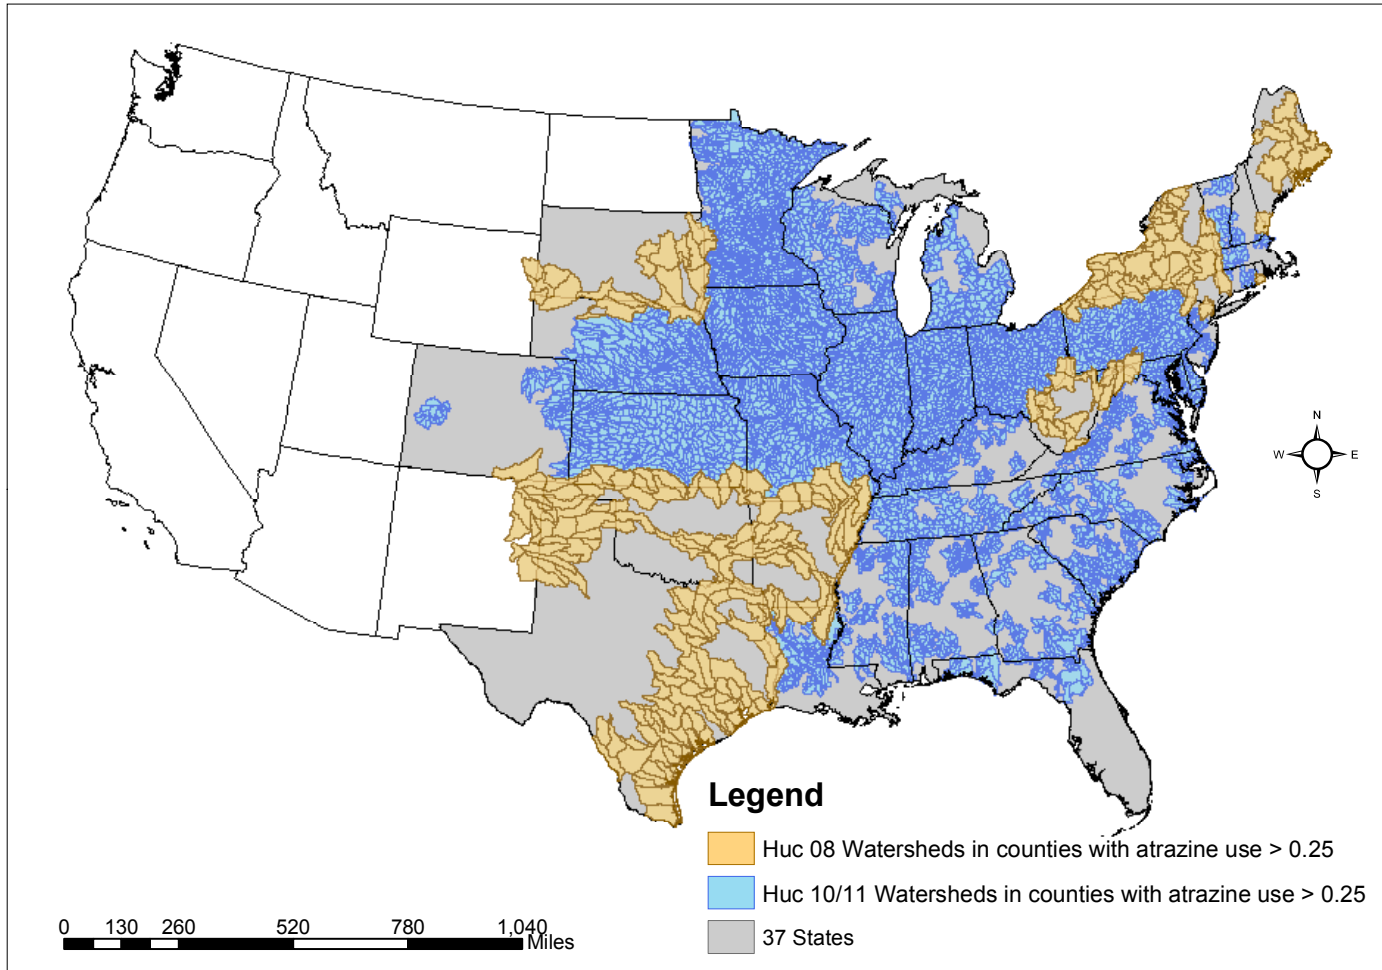 N
W E
S
Legend
Huc 08 Watersheds in counties with atrazine use > 0.25
Huc 10/11 Watersheds in counties with atrazine use > 0.25
37 States
0 130 260 520 780 1,040
Miles